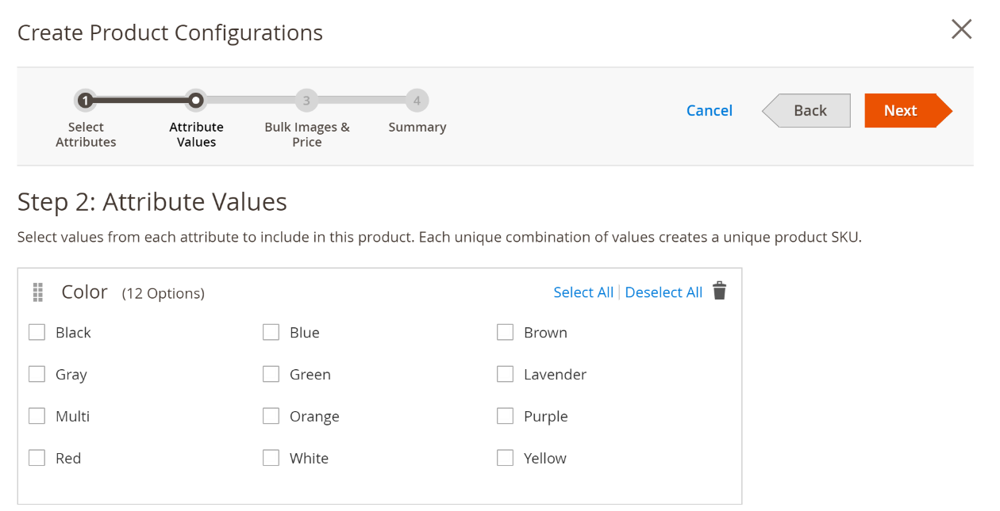 Create Product Configurations
1 3 4
Select Attributes
Attribute Values
Bulk Images & Price
Summary
Cancel
Back
Next
Step 2: Attribute Values
Select values from each attribute to include in this product. Each unique combination of values creates a unique product SKU.
Color (12 Options) Select All Deselect All
Black Blue Brown
Gray Green Lavender
Multi Orange Purple
Red White Yellow